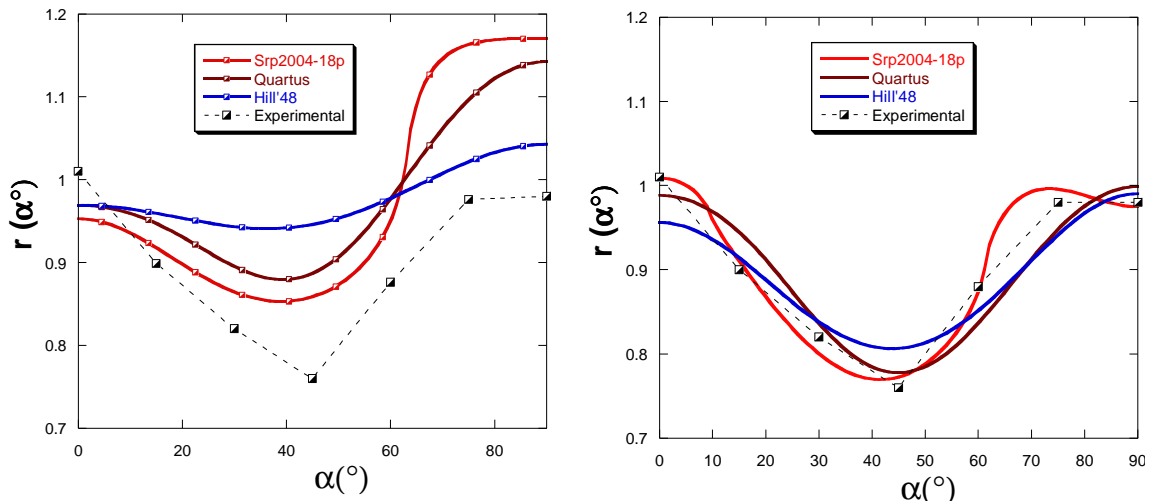 1.2
1.1
1
0.9
0.8
0.7
r (α°)
Srp2004-18p
Quartus
Hill'48
Experimental
0
20
40
60
80
α(°)
1.2
1.1
1
0.9
0.8
0.7
r (α°)
Srp2004-18p
Quartus
Hill'48
Experimental
0
10
20
30
40
50
60
70
80
90
α(°)